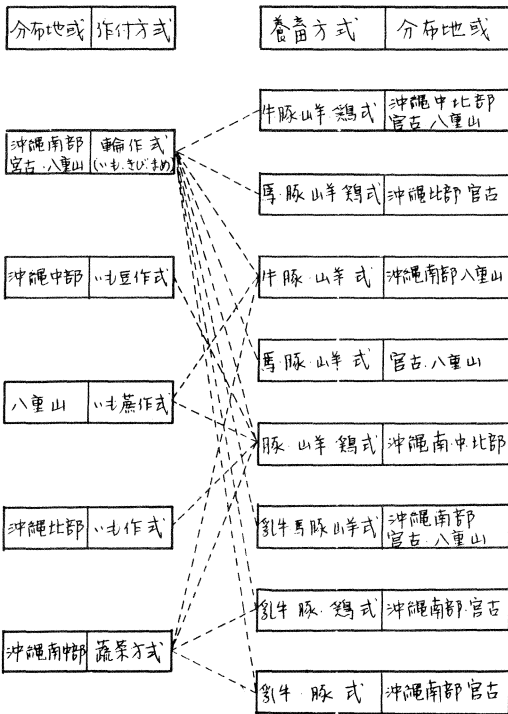 分布地或 作付方式
養畜方式 分布地或
沖縄南部 輪作式
宮古・八重山 (いも、きび、まめ)
沖縄中部 いも豆作式
八重山 いも蔗作式
沖縄北部 いも作式
沖縄南中部 蔬菜方式
牛豚山羊・鶏式 沖縄中北部
宮古八重山
馬・豚山羊鶏式 沖縄北部宮古
牛豚・山羊式 沖縄南部八重山
馬・豚・山羊式 宮古・八重山
豚・山羊鶏式 沖縄南・中北部
乳牛馬豚山羊式 沖縄南部
宮古・八重山
乳牛豚・鶏式 沖縄南部・宮古
乳牛・豚式 沖縄南部宮古